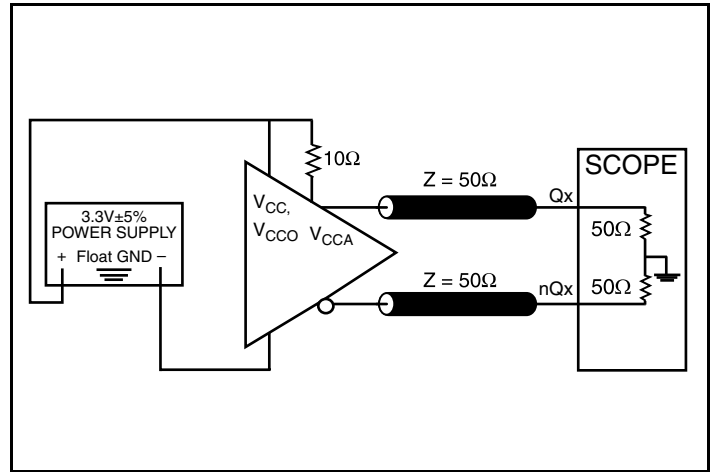 10Ω
SCOPE
Z = 50Ω
Qx
V_CC,
V_CCO V_CCA
50Ω
3.3V±5%
POWER SUPPLY
+ Float GND –
Z = 50Ω
nQx
50Ω